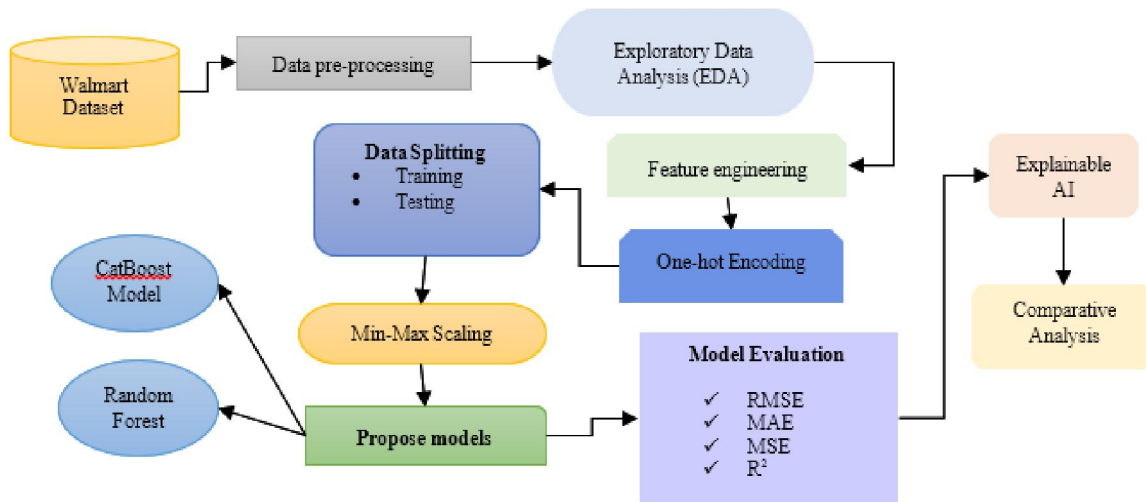 Walmart
Dataset
Data pre-processing
Exploratory Data
Analysis (EDA)
Feature engineering
One-hot Encoding
Data Splitting
• Training
• Testing
Min-Max Scaling
Propose models
CatBoost
Model
Random
Forest
Model Evaluation
✓ RMSE
✓ MAE
✓ MSE
✓ R²
Explainable
AI
Comparative
Analysis